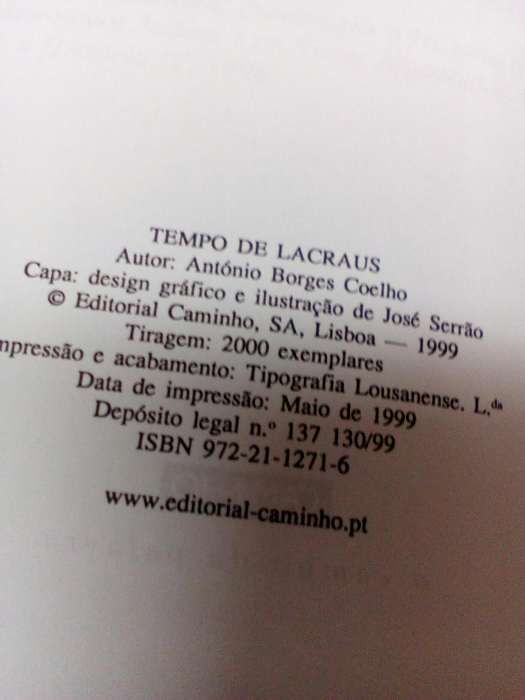 TEMPO DE LACRAUS
Autor: António Borges Coelho
Capa: design gráfico e ilustração de José Serrão
© Editorial Caminho, SA, Lisboa — 1999
Tiragem: 2000 exemplares
mpressão e acabamento: Tipografia Lousanense. L.da
Data de impressão: Maio de 1999
Depósito legal n.º 137 130/99
ISBN 972-21-1271-6
www.editorial-caminho.pt